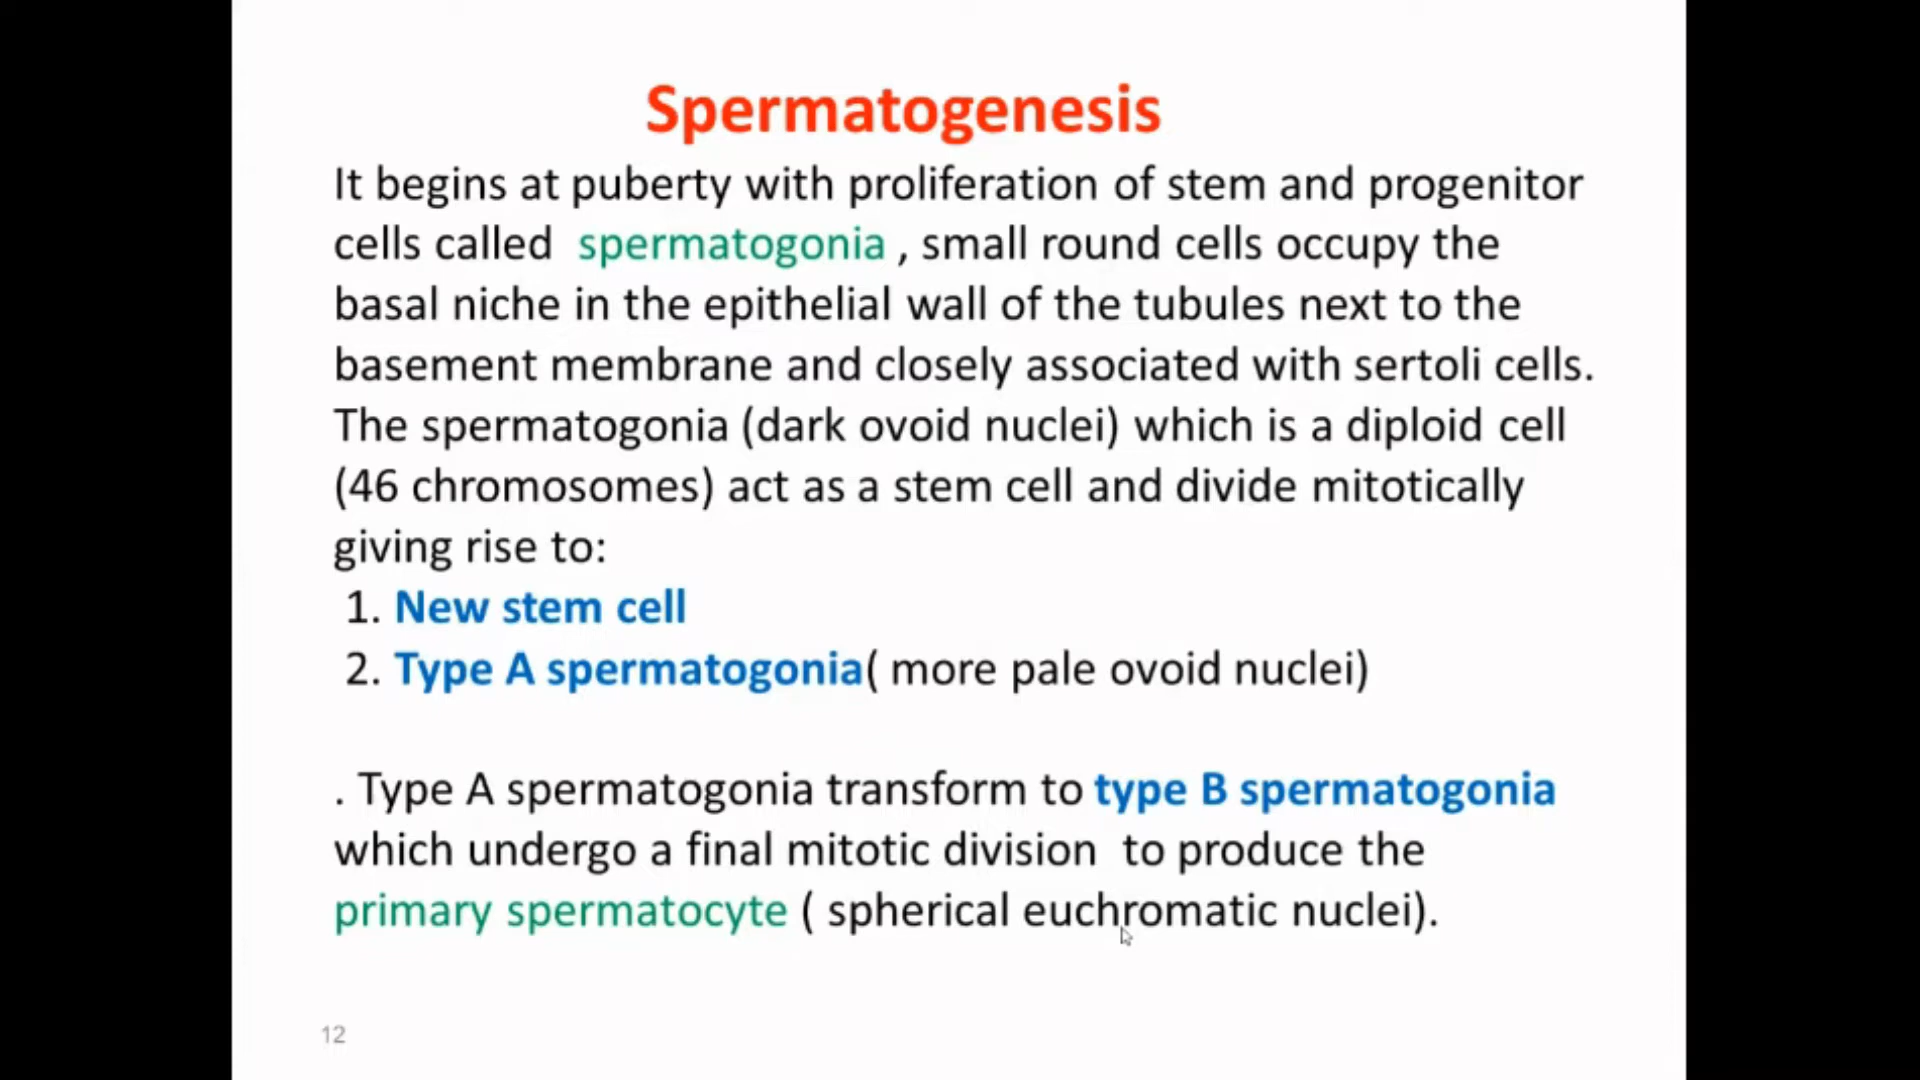 Spermatogenesis
It begins at puberty with proliferation of stem and progenitor
cells called spermatogonia , small round cells occupy the
basal niche in the epithelial wall of the tubules next to the
basement membrane and closely associated with sertoli cells.
The spermatogonia (dark ovoid nuclei) which is a diploid cell
(46 chromosomes) act as a stem cell and divide mitotically
giving rise to:
1. New stem cell
2. Type A spermatogonia( more pale ovoid nuclei)
. Type A spermatogonia transform to type B spermatogonia
which undergo a final mitotic division to produce the
primary spermatocyte ( spherical euchromatic nuclei).
12